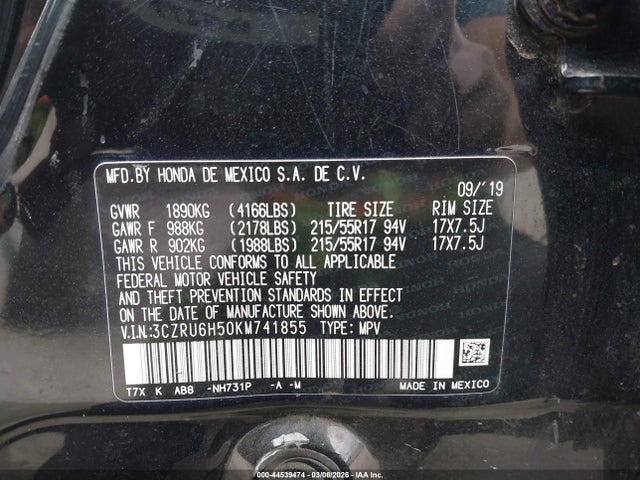 MFD.BY HONDA DE MEXICO S.A. DE C.V.
09/'19
GVWR 1890KG (4166LBS) TIRE SIZE RIM SIZE
GAWR F 988KG (2178LBS) 215/55R17 94V 17X7.5J
GAWR R 902KG (1988LBS) 215/55R17 94V 17X7.5J
THIS VEHICLE CONFORMS TO ALL APPLICABLE
FEDERAL MOTOR VEHICLE SAFETY
AND THEFT PREVENTION STANDARDS IN EFFECT
ON THE DATE OF MANUFACTURE SHOWN ABOVE.
V.I.N.:3CZRU6H50KM741855 TYPE: MPV
T7X K AB8 -NH731P -A -M MADE IN MEXICO
000-44539474 | 03/06/2026 - IAA Inc.